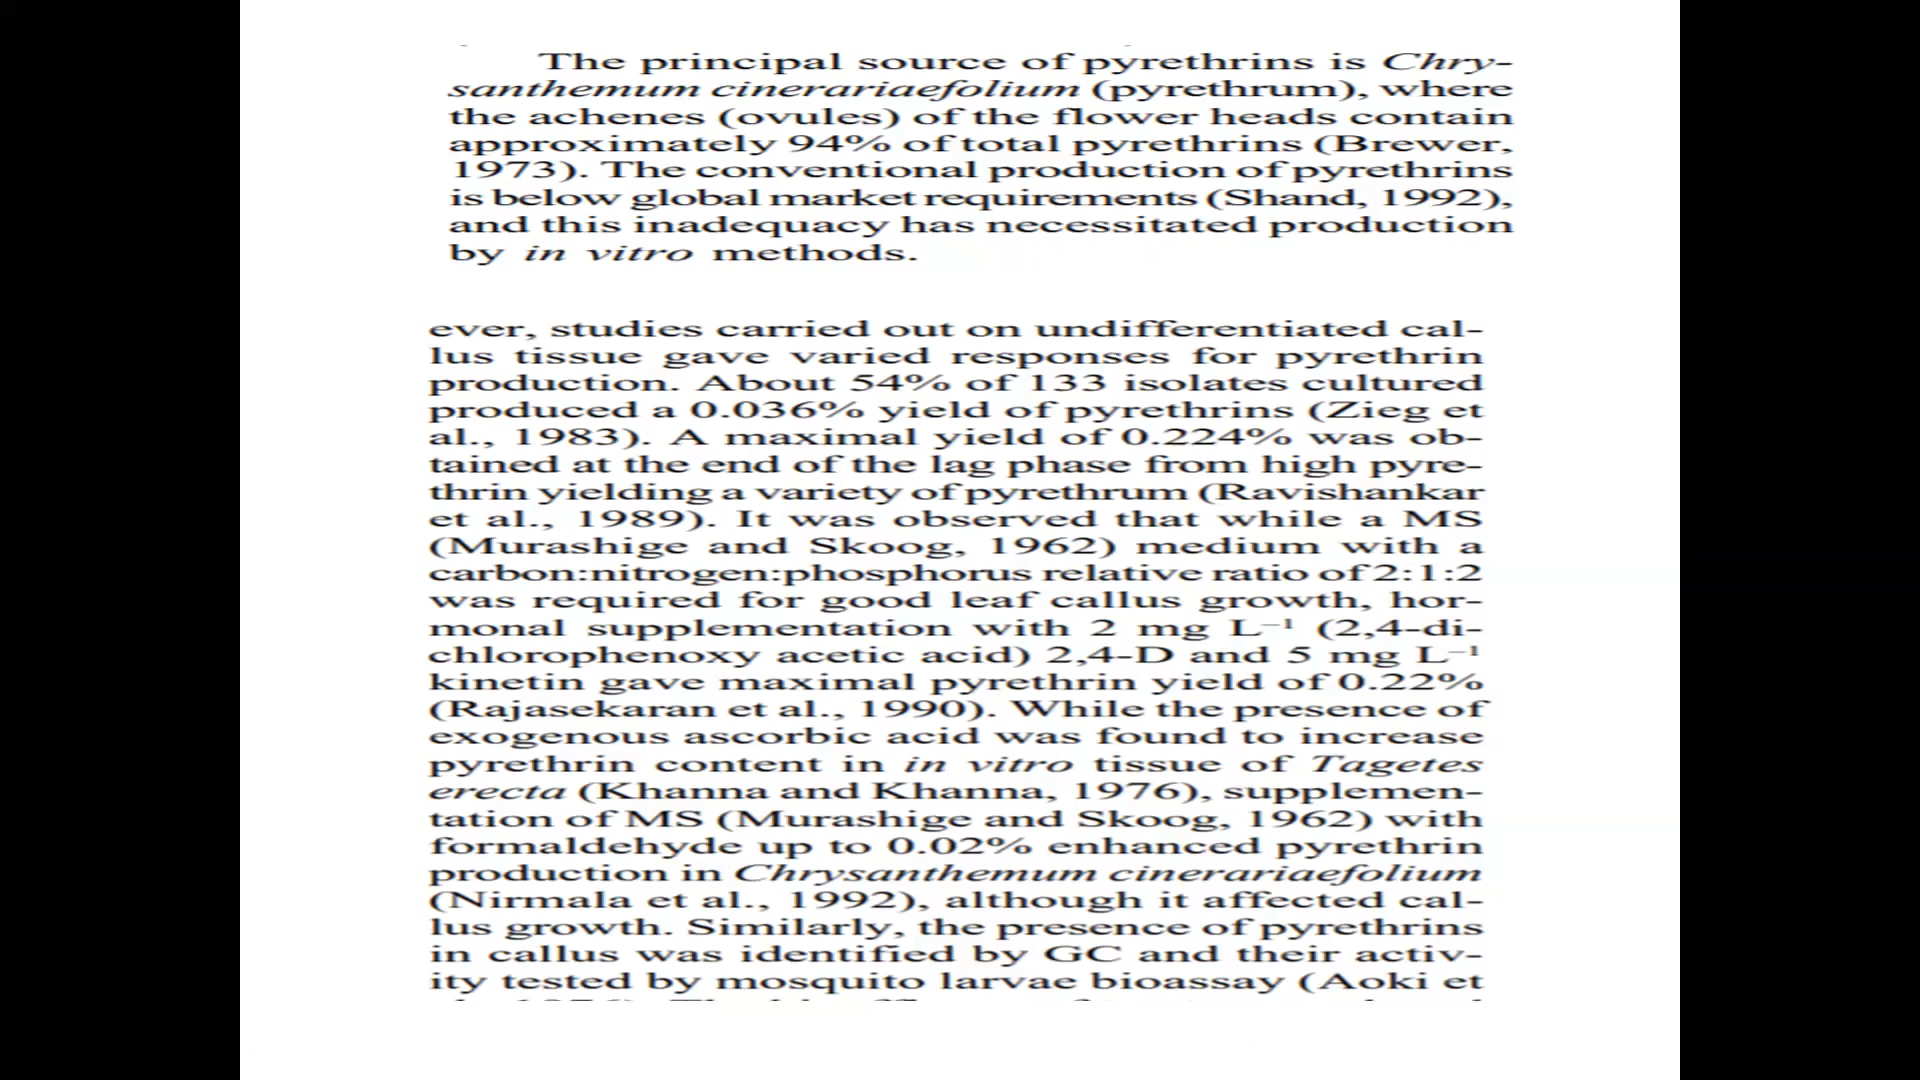 The principal source of pyrethrins is Chry-
santhemum cinerariaefolium (pyrethrum), where
the achenes (ovules) of the flower heads contain
approximately 94% of total pyrethrins (Brewer,
1973). The conventional production of pyrethrins
is below global market requirements (Shand, 1992),
and this inadequacy has necessitated production
by in vitro methods.
ever, studies carried out on undifferentiated cal-
lus tissue gave varied responses for pyrethrin
production. About 54% of 133 isolates cultured
produced a 0.036% yield of pyrethrins (Zieg et
al., 1983). A maximal yield of 0.224% was ob-
tained at the end of the lag phase from high pyre-
thrin yielding a variety of pyrethrum (Ravishankar
et al., 1989). It was observed that while a MS
(Murashige and Skoog, 1962) medium with a
carbon:nitrogen:phosphorus relative ratio of 2:1:2
was required for good leaf callus growth, hor-
monal supplementation with 2 mg L⁻¹ (2,4-di-
chlorophenoxy acetic acid) 2,4-D and 5 mg L⁻¹
kinetin gave maximal pyrethrin yield of 0.22%
(Rajasekaran et al., 1990). While the presence of
exogenous ascorbic acid was found to increase
pyrethrin content in in vitro tissue of Tagetes
erecta (Khanna and Khanna, 1976), supplemen-
tation of MS (Murashige and Skoog, 1962) with
formaldehyde up to 0.02% enhanced pyrethrin
production in Chrysanthemum cinerariaefolium
(Nirmala et al., 1992), although it affected cal-
lus growth. Similarly, the presence of pyrethrins
in callus was identified by GC and their activ-
ity tested by mosquito larvae bioassay (Aoki et